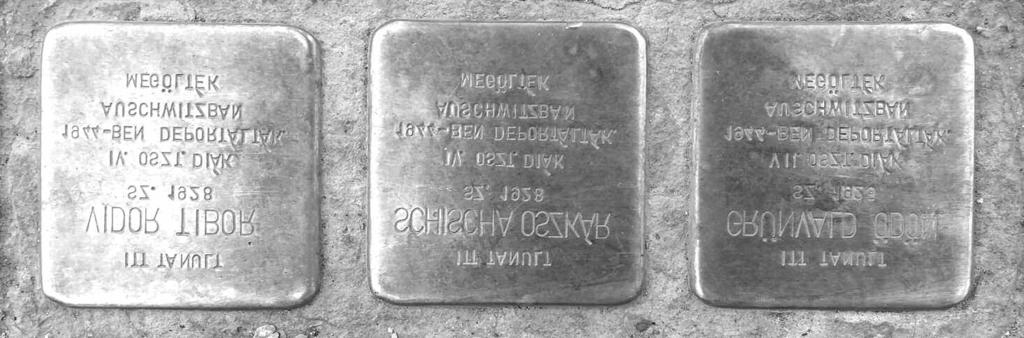 ITT TANULT
VIDOR TIBOR
SZ. 1928
IV. OSZT. DIÁK
1944-BEN DEPORTÁLTÁK.
AUSCHWITZBAN
MEGÖLTÉK
ITT TANULT
SCHISCHA OSZKÁR
SZ. 1928
IV. OSZT. DIÁK
1944-BEN DEPORTÁLTÁK.
AUSCHWITZBAN
MEGÖLTÉK
ITT TANULT
GRÜNVALD ÖDÖN
SZ.
VII. OSZT. DIÁK
1944-BEN DEPORTÁLTÁK.
AUSCHWITZBAN
MEGÖLTÉK